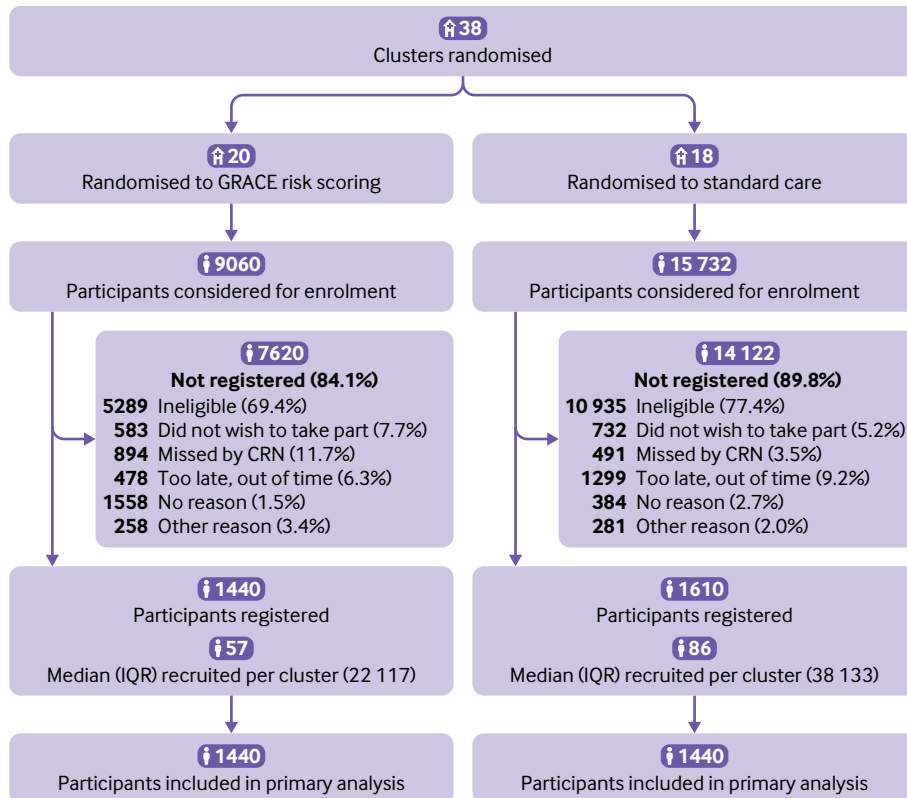 38
Clusters randomised
20
Randomised to GRACE risk scoring
18
Randomised to standard care
9060
Participants considered for enrolment
15 732
Participants considered for enrolment
7620
Not registered (84.1%)
5289 Ineligible (69.4%)
583 Did not wish to take part (7.7%)
894 Missed by CRN (11.7%)
478 Too late, out of time (6.3%)
1558 No reason (1.5%)
258 Other reason (3.4%)
14 122
Not registered (89.8%)
10 935 Ineligible (77.4%)
732 Did not wish to take part (5.2%)
491 Missed by CRN (3.5%)
1299 Too late, out of time (9.2%)
384 No reason (2.7%)
281 Other reason (2.0%)
1440
Participants registered
57
Median (IQR) recruited per cluster (22 117)
1610
Participants registered
86
Median (IQR) recruited per cluster (38 133)
1440
Participants included in primary analysis
1440
Participants included in primary analysis